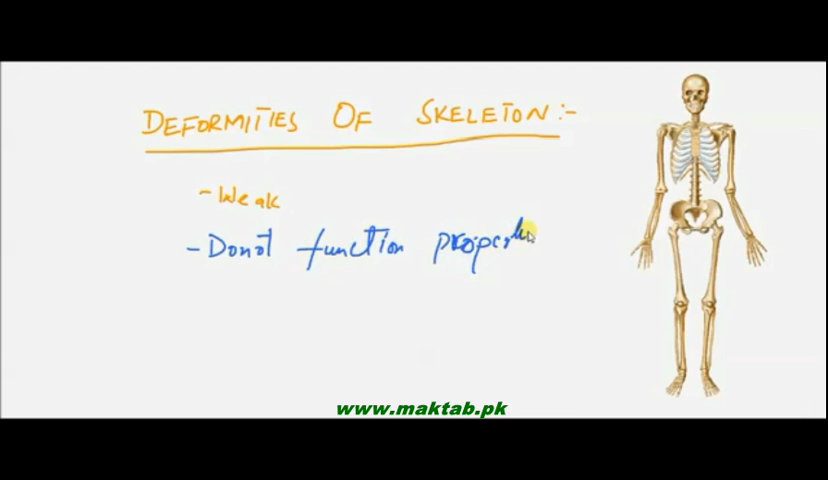 DEFORMITIES OF SKELETON:-
- Weak
- Donot function properly
www.maktab.pk